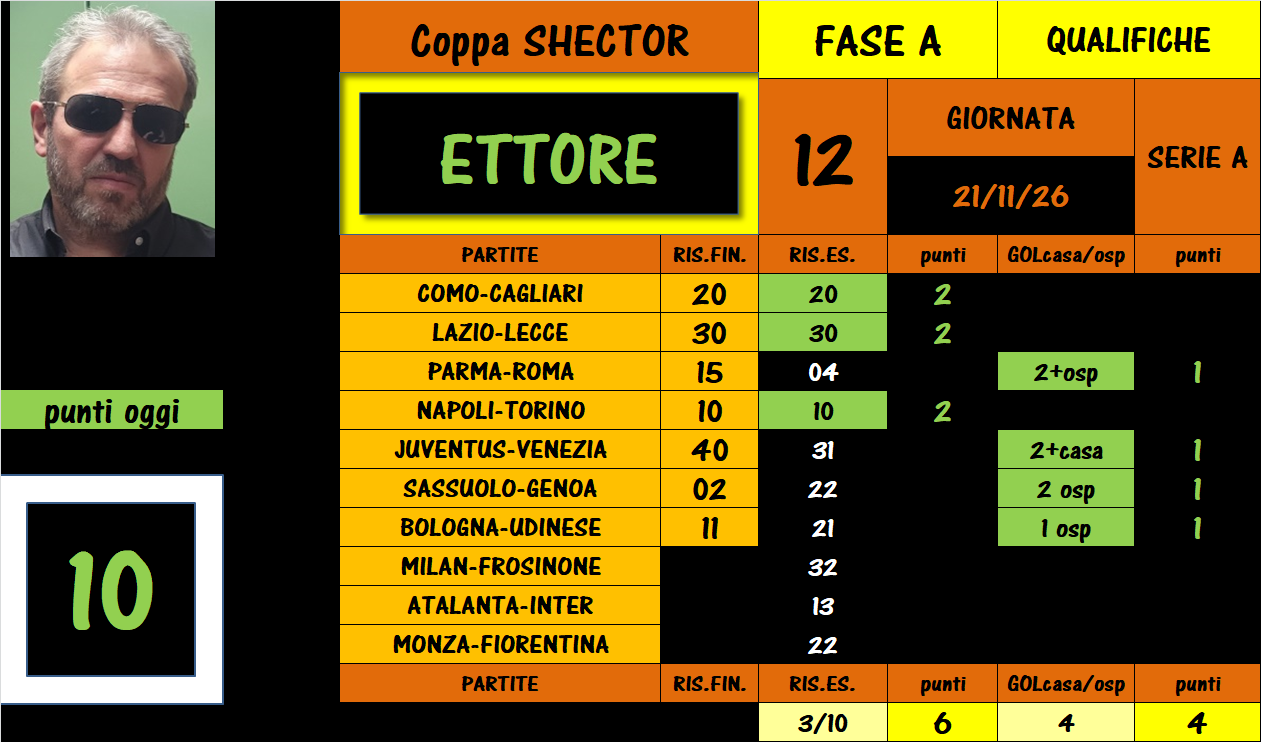 Coppa SHECTOR FASE A QUALIFICHE
ETTORE 12 GIORNATA SERIE A
21/11/26
PARTITE RIS.FIN. RIS.ES. punti GOLcasa/osp punti
COMO-CAGLIARI 20 20 2
LAZIO-LECCE 30 30 2
PARMA-ROMA 15 04 2+osp 1
punti oggi NAPOLI-TORINO 10 10 2
JUVENTUS-VENEZIA 40 31 2+casa 1
SASSUOLO-GENOA 02 22 2 osp 1
BOLOGNA-UDINESE 11 21 1 osp 1
10 MILAN-FROSINONE 32
ATALANTA-INTER 13
MONZA-FIORENTINA 22
PARTITE RIS.FIN. RIS.ES. punti GOLcasa/osp punti
3/10 6 4 4